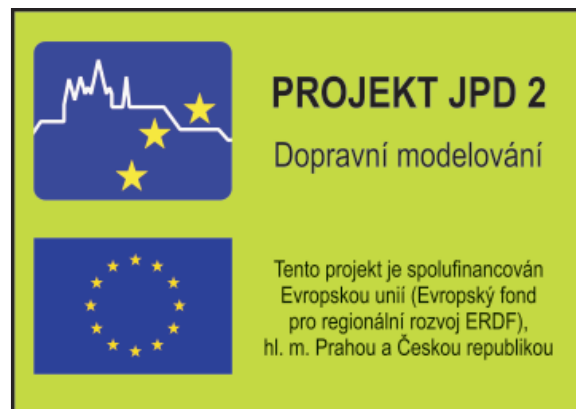 PROJEKT JPD 2
Dopravní modelování
Tento projekt je spolufinancován
Evropskou unií (Evropský fond
pro regionální rozvoj ERDF),
hl. m. Prahou a Českou republikou